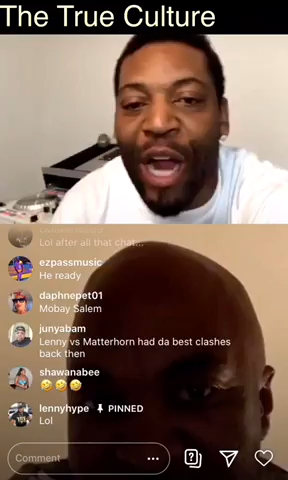 The True Culture
Lol after all that chat...
ezpassmusic
He ready
daphnepet01
Mobay Salem
junyabam
Lenny vs Matterhorn had da best clashes
back then
shawanabee
🤣🤣🤣
lennyhype PINNED
Lol
Comment